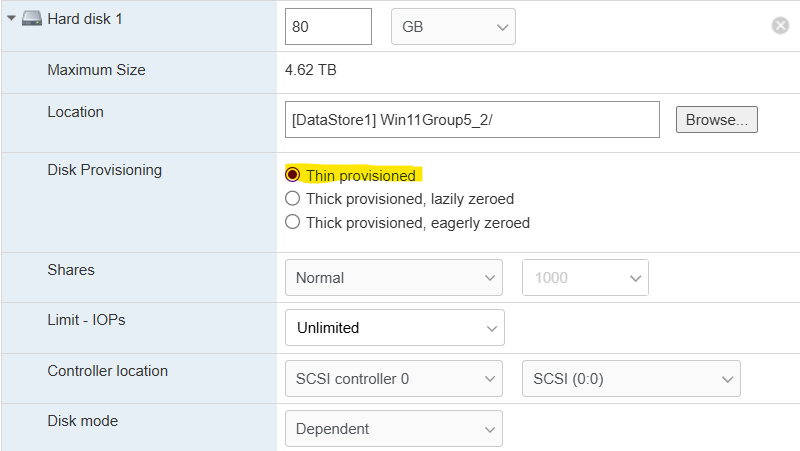 Hard disk 1 80 GB
Maximum Size 4.62 TB
Location [DataStore1] Win11Group5_2/ Browse...
Disk Provisioning Thin provisioned
Thick provisioned, lazily zeroed
Thick provisioned, eagerly zeroed
Shares Normal 1000
Limit - IOPs Unlimited
Controller location SCSI controller 0 SCSI (0:0)
Disk mode Dependent